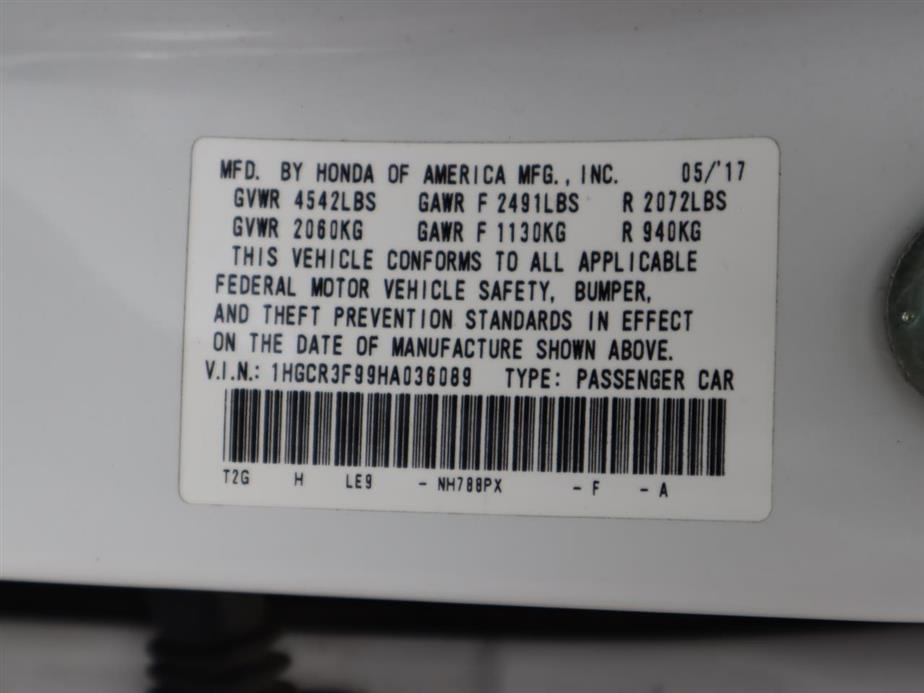 MFD. BY HONDA OF AMERICA MFG., INC. 05/'17
GVWR 4542LBS GAWR F 2491LBS R 2072LBS
GVWR 2060KG GAWR F 1130KG R 940KG
THIS VEHICLE CONFORMS TO ALL APPLICABLE
FEDERAL MOTOR VEHICLE SAFETY, BUMPER,
AND THEFT PREVENTION STANDARDS IN EFFECT
ON THE DATE OF MANUFACTURE SHOWN ABOVE.
V.I.N.: 1HGCR3F99HA036089 TYPE: PASSENGER CAR
T2G H LE9 - NH788PX - F - A